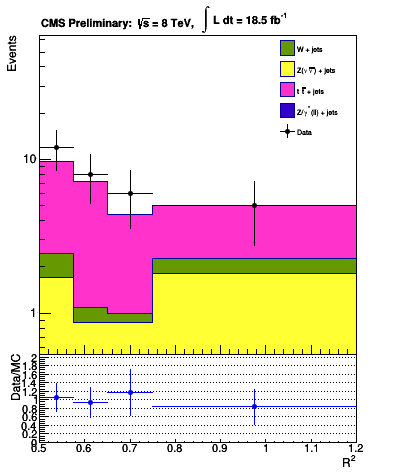 CMS Preliminary: √s = 8 TeV, ∫ L dt = 18.5 fb⁻¹
Events
W + jets
Z(ν ν̅) + jets
t t̅ + jets
Z/γ*(ll) + jets
Data
10
1
Data/MC
2
1.8
1.6
1.4
1.2
1
0.8
0.6
0.4
0.2
0
0.5 0.6 0.7 0.8 0.9 1 1.1 1.2
R²